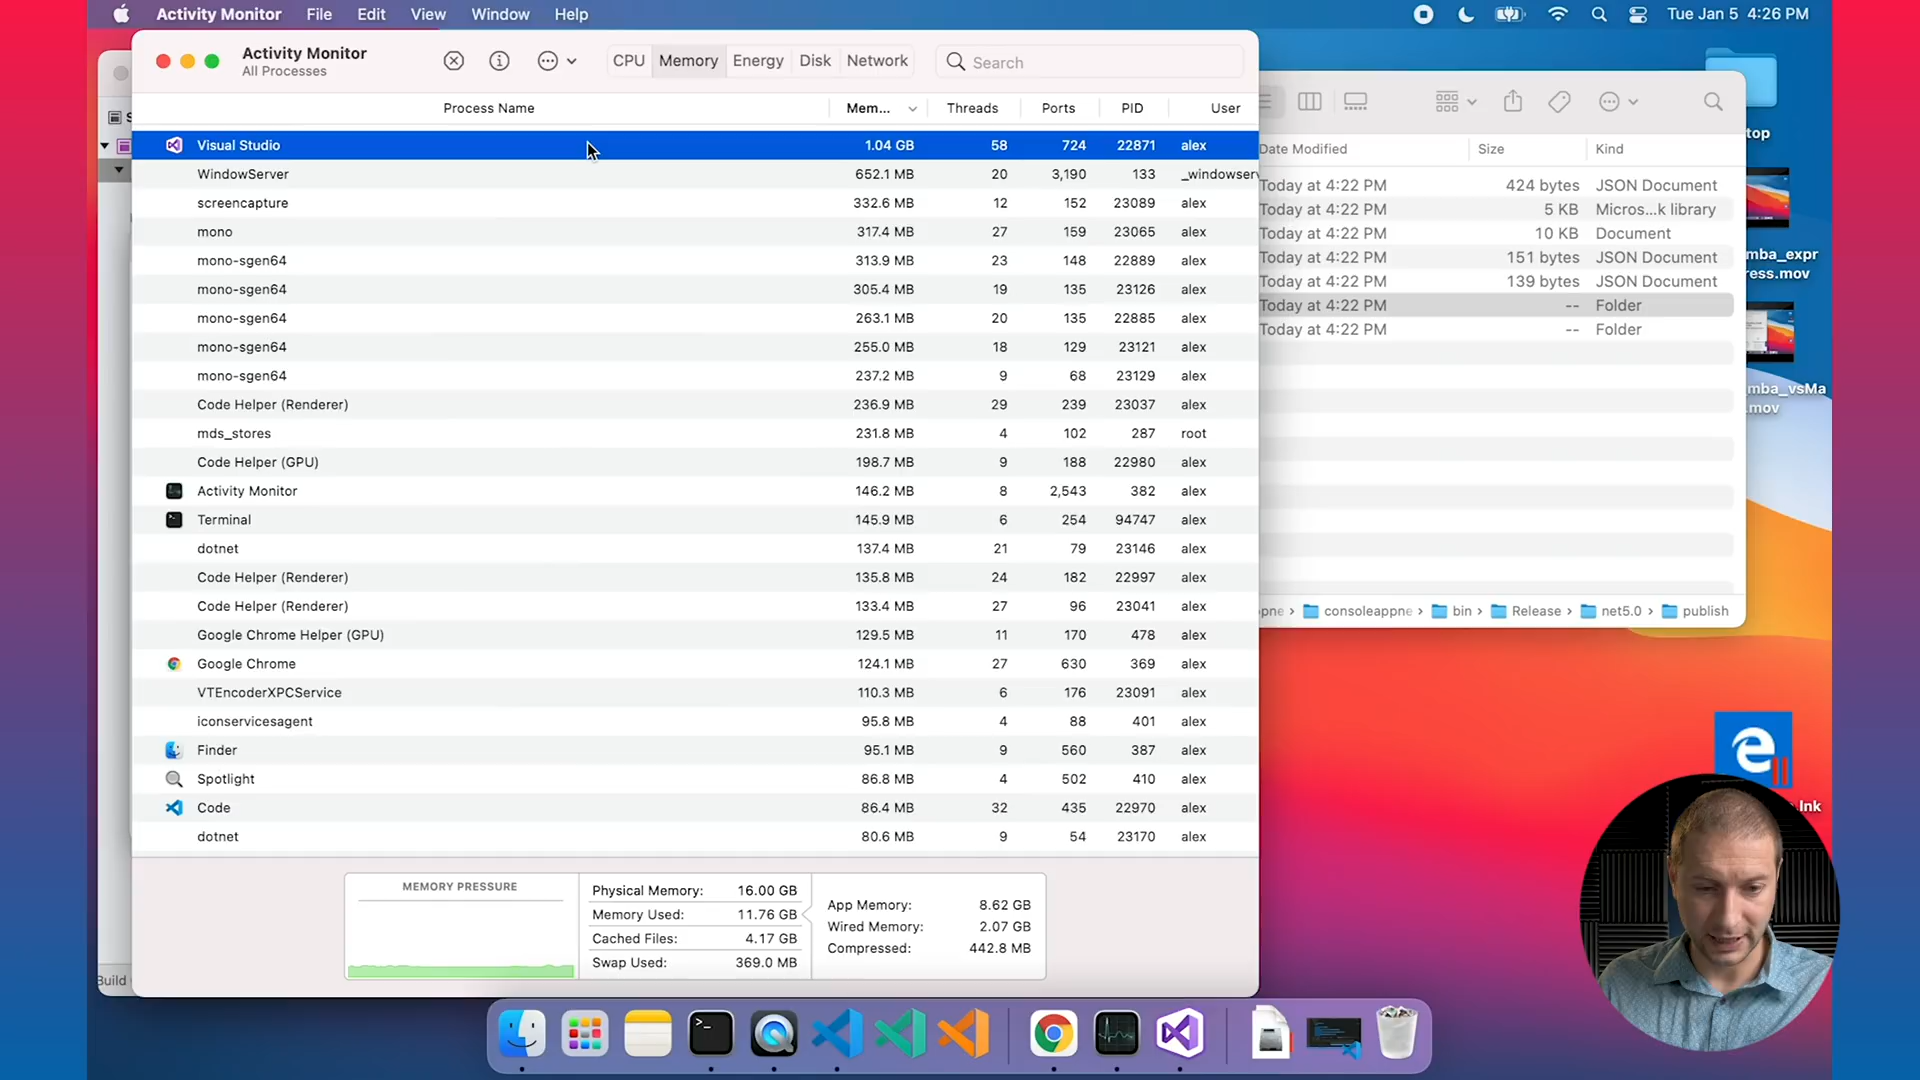 Activity Monitor File Edit View Window Help Tue Jan 5 4:26 PM
Activity Monitor
All Processes
CPU Memory Energy Disk Network Search
Process Name Mem... Threads Ports PID User
Visual Studio 1.04 GB 58 724 22871 alex
WindowServer 652.1 MB 20 3,190 133 _windowserv
screencapture 332.6 MB 12 152 23089 alex
mono 317.4 MB 27 159 23065 alex
mono-sgen64 313.9 MB 23 148 22889 alex
mono-sgen64 305.4 MB 19 135 23126 alex
mono-sgen64 263.1 MB 20 135 22885 alex
mono-sgen64 255.0 MB 18 129 23121 alex
mono-sgen64 237.2 MB 9 68 23129 alex
Code Helper (Renderer) 236.9 MB 29 239 23037 alex
mds_stores 231.8 MB 4 102 287 root
Code Helper (GPU) 198.7 MB 9 188 22980 alex
Activity Monitor 146.2 MB 8 2,543 382 alex
Terminal 145.9 MB 6 254 94747 alex
dotnet 137.4 MB 21 79 23146 alex
Code Helper (Renderer) 135.8 MB 24 182 22997 alex
Code Helper (Renderer) 133.4 MB 27 96 23041 alex
Google Chrome Helper (GPU) 129.5 MB 11 170 478 alex
Google Chrome 124.1 MB 27 630 369 alex
VTEncoderXPCService 110.3 MB 6 176 23091 alex
iconservicesagent 95.8 MB 4 88 401 alex
Finder 95.1 MB 9 560 387 alex
Spotlight 86.8 MB 4 502 410 alex
Code 86.4 MB 32 435 22970 alex
dotnet 80.6 MB 9 54 23170 alex
MEMORY PRESSURE
Physical Memory: 16.00 GB
Memory Used: 11.76 GB
Cached Files: 4.17 GB
Swap Used: 369.0 MB
App Memory: 8.62 GB
Wired Memory: 2.07 GB
Compressed: 442.8 MB
Build
Date Modified Size Kind
Today at 4:22 PM 424 bytes JSON Document
Today at 4:22 PM 5 KB Micros...k library
Today at 4:22 PM 10 KB Document
Today at 4:22 PM 151 bytes JSON Document
Today at 4:22 PM 139 bytes JSON Document
Today at 4:22 PM -- Folder
Today at 4:22 PM -- Folder
pne › consoleappne › bin › Release › net5.0 › publish
top
mba_expr
ess.mov
mba_vsMa
.mov
lnk